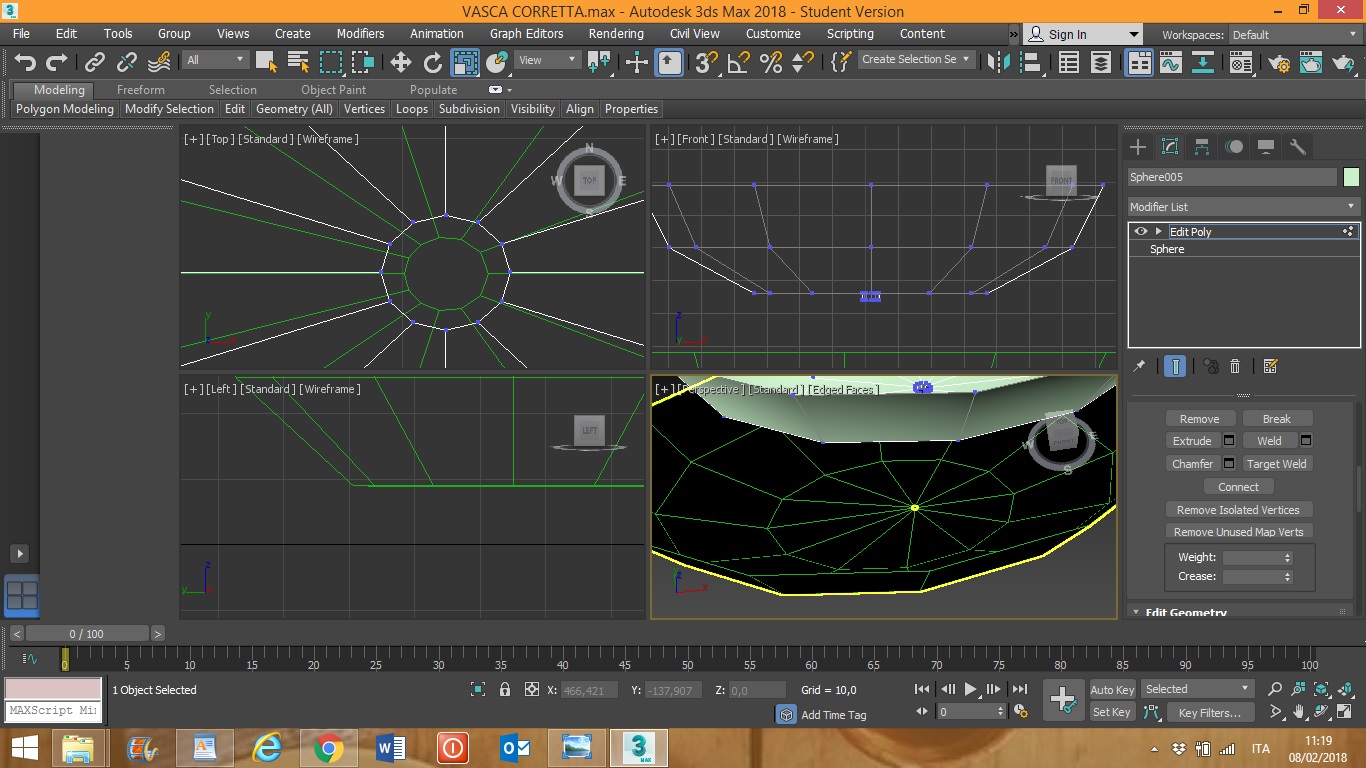 VASCA CORRETTA.max - Autodesk 3ds Max 2018 - Student Version
File Edit Tools Group Views Create Modifiers Animation Graph Editors Rendering Civil View Customize Scripting Content » Sign In Workspaces: Default
All View Create Selection Se
Modeling Freeform Selection Object Paint Populate
Polygon Modeling Modify Selection Edit Geometry (All) Vertices Loops Subdivision Visibility Align Properties
[+] [Top] [Standard] [Wireframe]
N
W TOP E
S
y
[+] [Front] [Standard] [Wireframe]
FRONT
z
x
Sphere005
Modifier List
Edit Poly
Sphere
[+] [Left] [Standard] [Wireframe]
LEFT
z
y
[+] [Perspective] [Standard] [Edged Faces]
TOP
W E
S
z
x
Remove Break
Extrude Weld
Chamfer Target Weld
Connect
Remove Isolated Vertices
Remove Unused Map Verts
Weight:
Crease:
Edit Geometry
< 0 / 100 >
0 5 10 15 20 25 30 35 40 45 50 55 60 65 70 75 80 85 90 95 100
1 Object Selected X: 466,421 Y: -137,907 Z: 0,0 Grid = 10,0 Auto Key Selected
MAXScript Mi
Add Time Tag 0 Set Key Key Filters...
ITA
11:19
08/02/2018